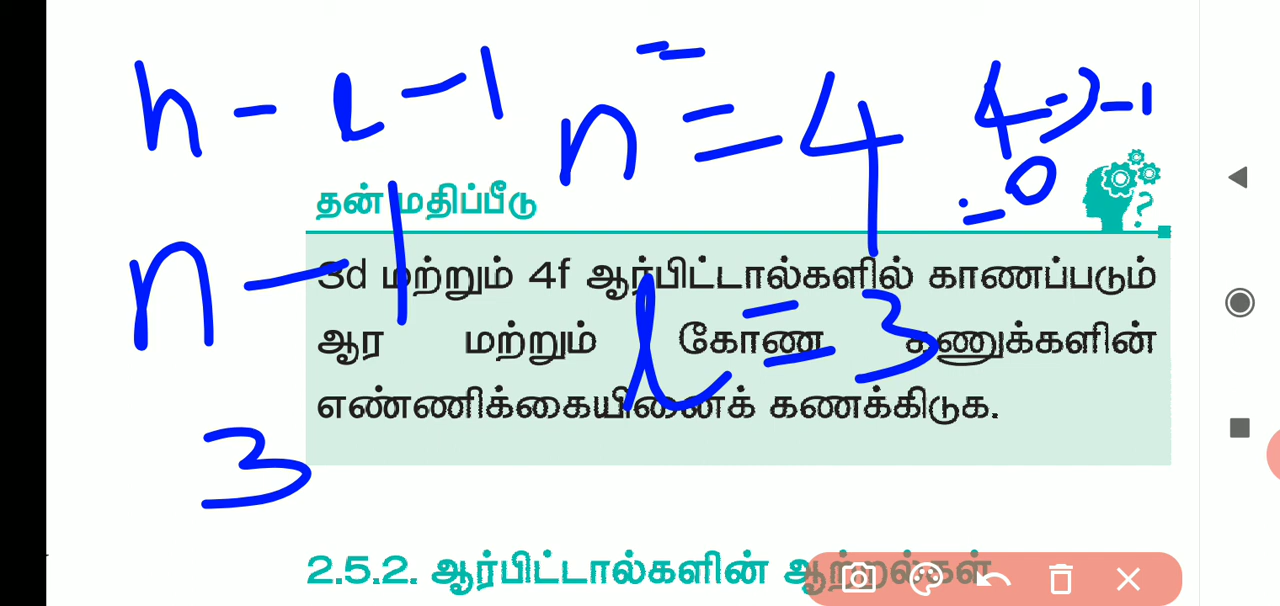 n - l - 1 n = 4 4-3-1
= 0
தன் மதிப்பீடு
n - 1
3d மற்றும் 4f ஆர்பிட்டால்களில் காணப்படும்
ஆர மற்றும் கோண கணுக்களின்
l = 3
எண்ணிக்கையினைக் கணக்கிடுக.
3
2.5.2. ஆர்பிட்டால்களின் ஆற்றல்கள்